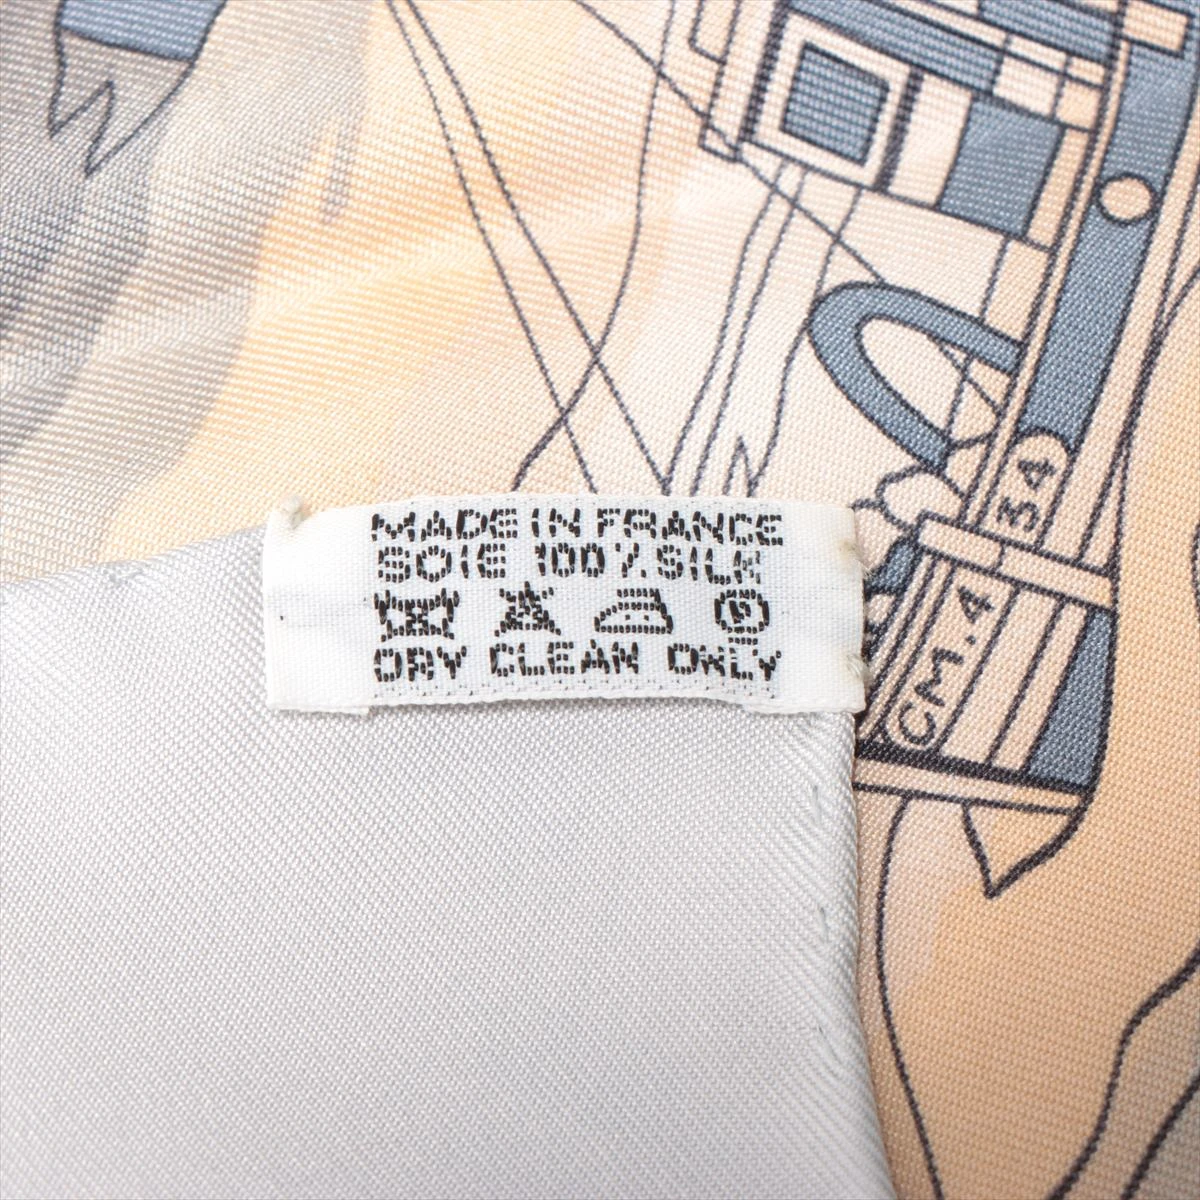 MADE IN FRANCE
SOIE 100% SILK
DRY CLEAN ONLY
34
CM.4